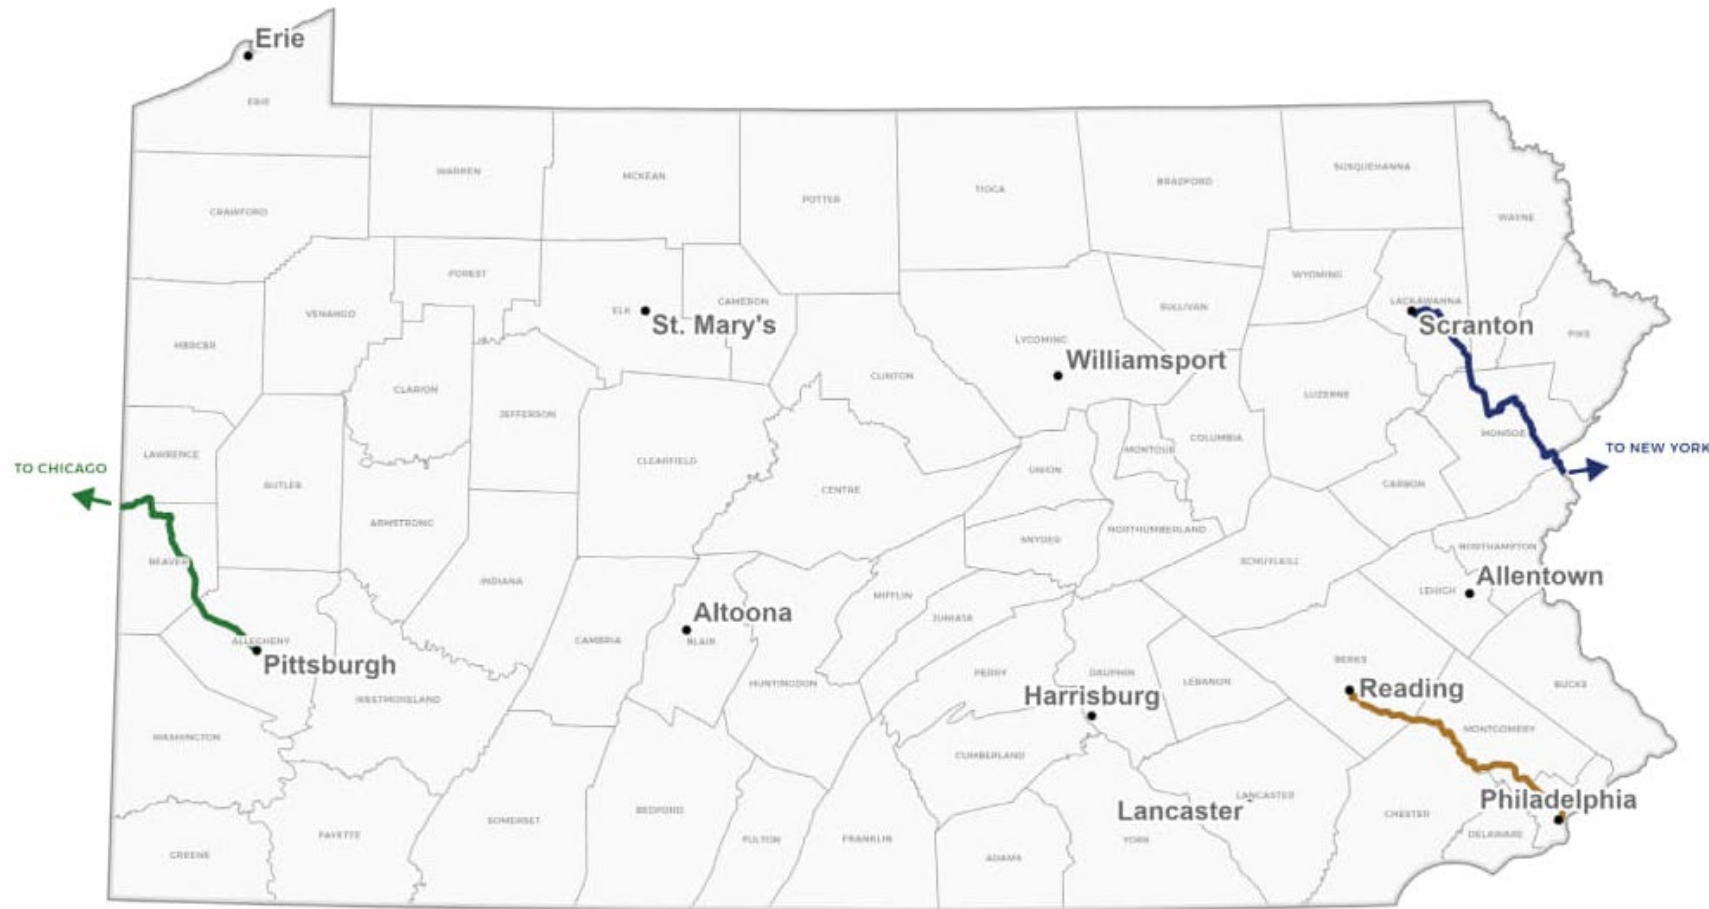 Erie
ERIE
WARREN
MCKEAN
POTTER
TIOGA
BRADFORD
SUSQUEHANNA
WAYNE
CRAWFORD
FOREST
VENANGO
ELK
St. Mary's
CAMERON
LYCOMING
Williamsport
SULLIVAN
WYOMING
LACKAWANNA
Scranton
PIKE
MERCER
CLARION
CLINTON
JEFFERSON
LUZERNE
COLUMBIA
MONTOUR
MONROE
TO NEW YORK
LAWRENCE
TO CHICAGO
BUTLER
CLEARFIELD
CENTRE
UNION
CARBON
ARMSTRONG
SNYDER
NORTHUMBERLAND
NORTHAMPTON
BEAVER
INDIANA
SCHUYLKILL
Allentown
LEHIGH
MIFFLIN
JUNIATA
Altoona
BLAIR
CAMBRIA
ALLEGHENY
Pittsburgh
HUNTINGDON
PERRY
DAUPHIN
LEBANON
BERKS
Reading
BUCKS
Harrisburg
WESTMORELAND
WASHINGTON
CUMBERLAND
MONTGOMERY
LANCASTER
Lancaster
Philadelphia
CHESTER
DELAWARE
BEDFORD
SOMERSET
FAYETTE
GREENE
FULTON
FRANKLIN
ADAMS
YORK